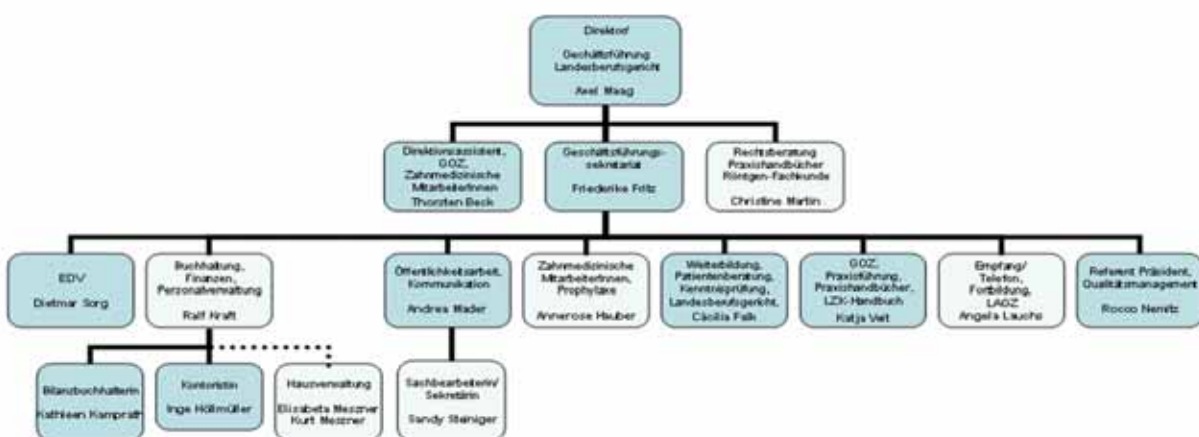 Direktor/
Geschäftsführung
Landesberufsgericht
Axel Maag
Direktionsassistent,
GOZ,
Zahnmedizinische
MitarbeiterInnen
Thorsten Beck
Geschäftsführungs-
sekretariat
Friederike Fritz
Rechtsberatung
Praxishandbücher
Röntgen-Fachkunde
Christine Martin
EDV
Dietmar Sorg
Buchhaltung,
Finanzen,
Personalverwaltung
Ralf Kraft
Öffentlichkeitsarbeit,
Kommunikation
Andrea Mader
Zahnmedizinische
MitarbeiterInnen,
Prophylaxe
Annerose Hauber
Weiterbildung,
Patientenberatung,
Kenntnisprüfung,
Landesberufsgericht,
Cäcilia Falk
GOZ,
Praxisführung,
Praxishandbücher,
LZK-Handbuch
Katja Veit
Empfang/
Telefon,
Fortbildung,
LAGZ
Angela Lauchs
Referent Präsident,
Qualitätsmanagement
Rocco Nemitz
Bilanzbuchhalterin
Kathleen Kamprath
Kontoristin
Inge Höllmüller
Hausverwaltung
Elisabeta Meszner
Kurt Meszner
Sachbearbeiterin/
Sekretärin
Sandy Steiniger